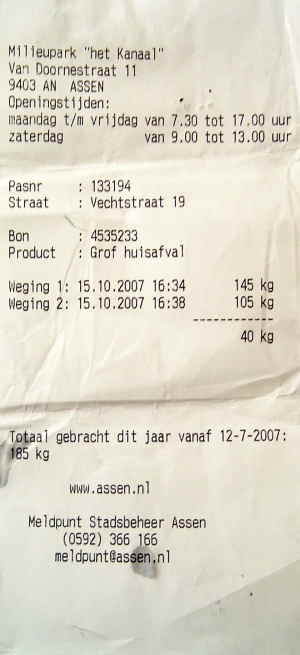 Milieupark "het Kanaal"
Van Doornestraat 11
9403 AN ASSEN
Openingstijden:
maandag t/m vrijdag van 7.30 tot 17.00 uur
zaterdag van 9.00 tot 13.00 uur
Pasnr : 133194
Straat : Vechtstraat 19
Bon : 4535233
Product : Grof huisafval
Weging 1: 15.10.2007 16:34 145 kg
Weging 2: 15.10.2007 16:38 105 kg
------------
40 kg
Totaal gebracht dit jaar vanaf 12-7-2007:
185 kg
www.assen.nl
Meldpunt Stadsbeheer Assen
(0592) 366 166
meldpunt@assen.nl